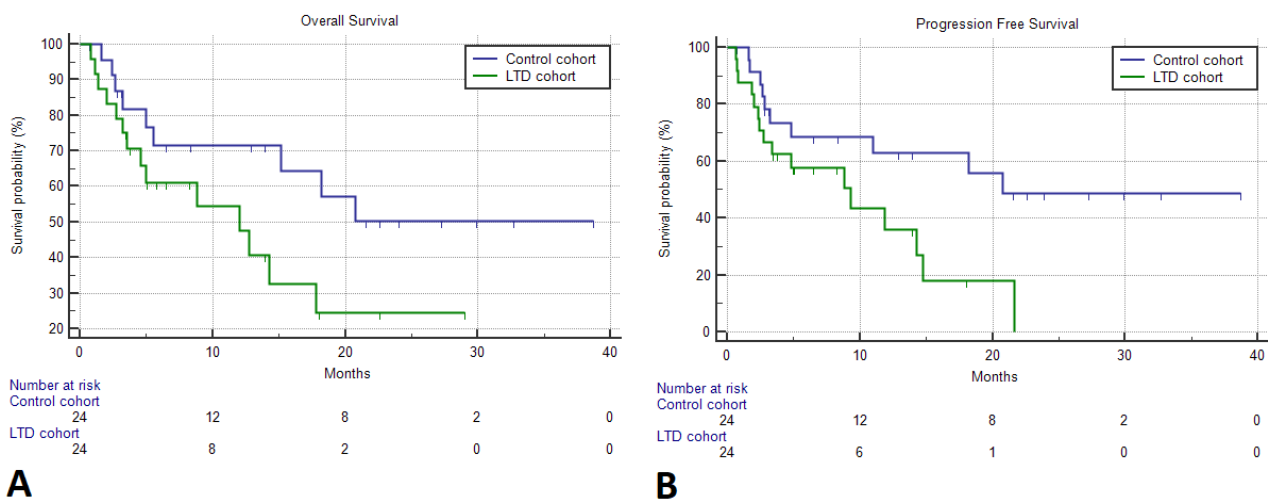 Overall Survival
Control cohort
LTD cohort
Survival probability (%)
100
90
80
70
60
50
40
30
20
0 10 20 30 40
Months
Number at risk
Control cohort
24 12 8 2 0
LTD cohort
24 8 2 0 0
A
Progression Free Survival
Control cohort
LTD cohort
Survival probability (%)
100
80
60
40
20
0
0 10 20 30 40
Months
Number at risk
Control cohort
24 12 8 2 0
LTD cohort
24 6 1 0 0
B